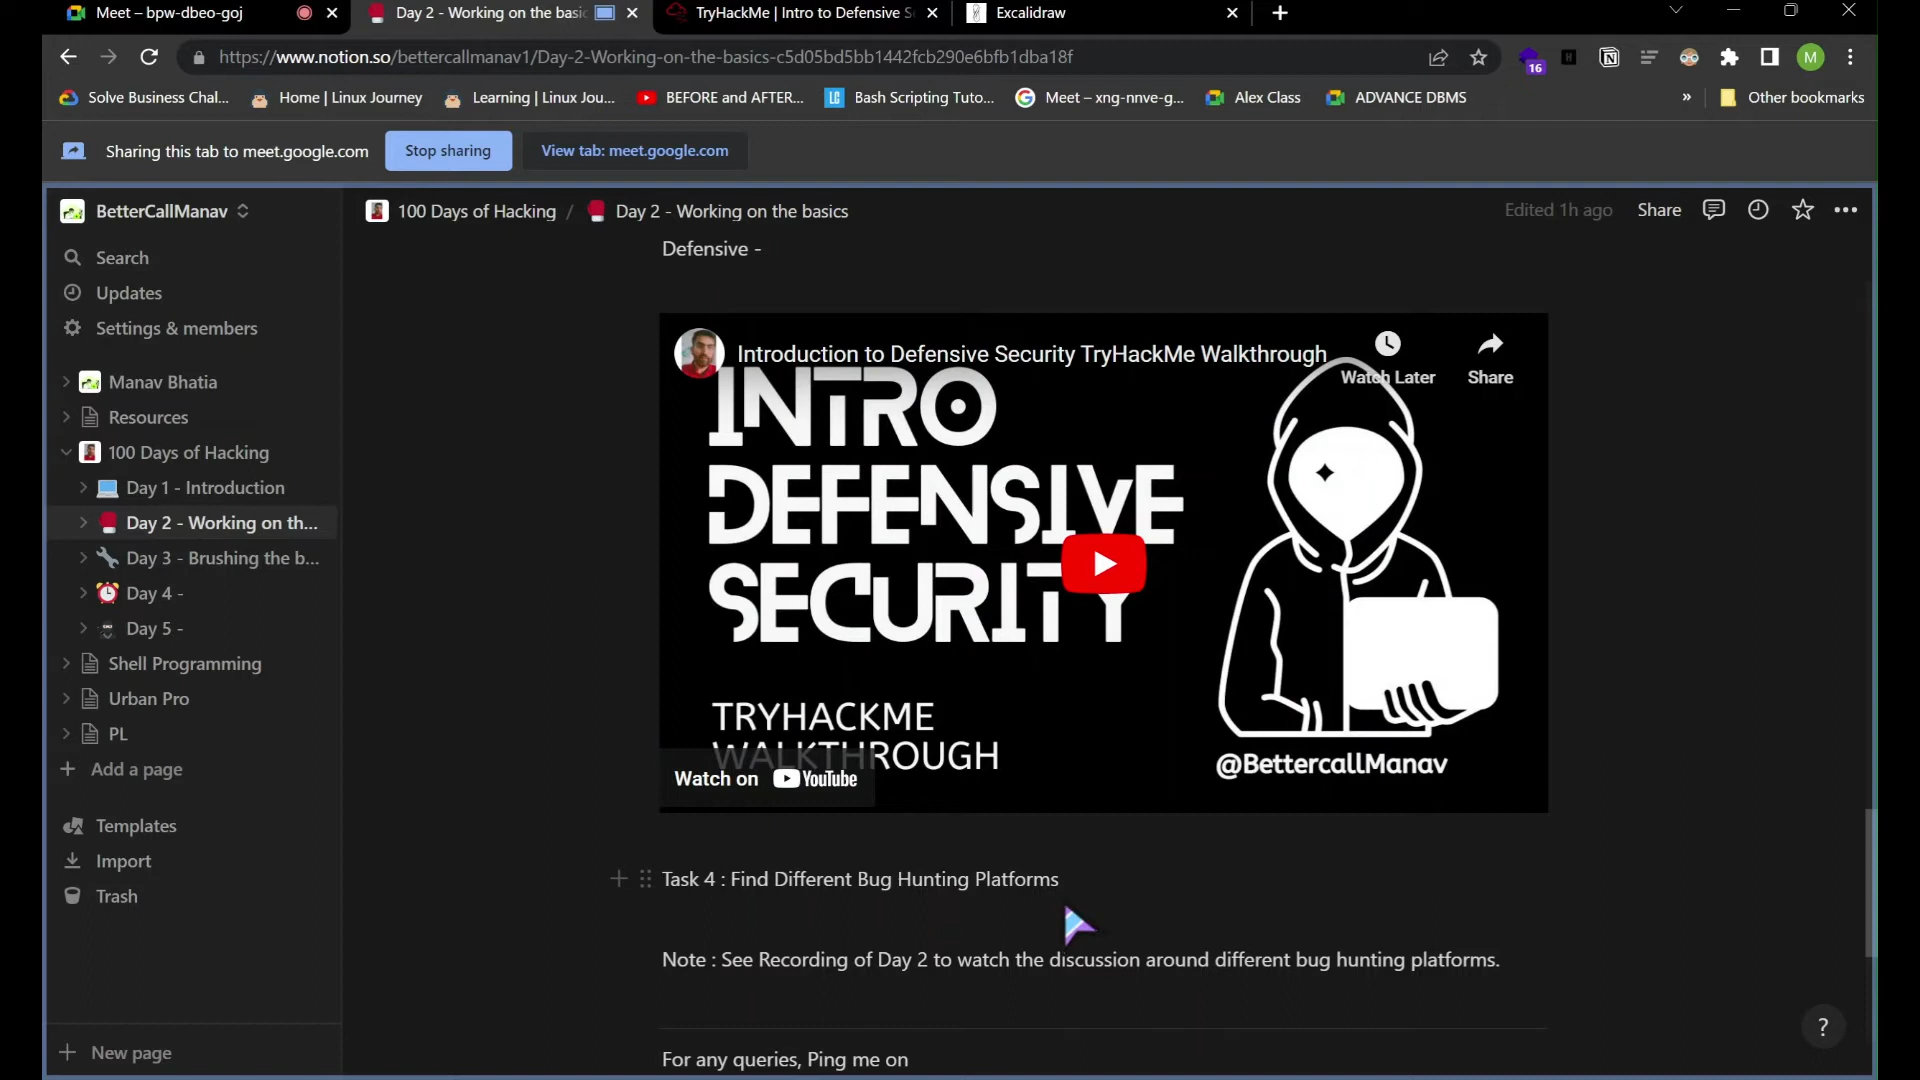 Meet – bpw-dbeo-goj
Day 2 - Working on the basi
TryHackMe | Intro to Defensive S
Excalidraw
https://www.notion.so/bettercallmanav1/Day-2-Working-on-the-basics-c5d05bd5bb1442fcb290e6bfb1dba18f
16
M
Solve Business Chal...
Home | Linux Journey
Learning | Linux Jou...
BEFORE and AFTER...
LC
Bash Scripting Tuto...
Meet – xng-nnve-g...
Alex Class
ADVANCE DBMS
»
Other bookmarks
Sharing this tab to meet.google.com
Stop sharing
View tab: meet.google.com
BetterCallManav
100 Days of Hacking / Day 2 - Working on the basics
Edited 1h ago
Share
Search
Updates
Settings & members
Manav Bhatia
Resources
100 Days of Hacking
Day 1 - Introduction
Day 2 - Working on th...
Day 3 - Brushing the b...
Day 4 -
Day 5 -
Shell Programming
Urban Pro
PL
Add a page
Templates
Import
Trash
New page
Defensive -
Introduction to Defensive Security TryHackMe Walkthrough
Watch Later
Share
INTRO
DEFENSIVE
SECURITY
TRYHACKME
WALKTHROUGH
Watch on YouTube
@BettercallManav
Task 4 : Find Different Bug Hunting Platforms
Note : See Recording of Day 2 to watch the discussion around different bug hunting platforms.
For any queries, Ping me on
?